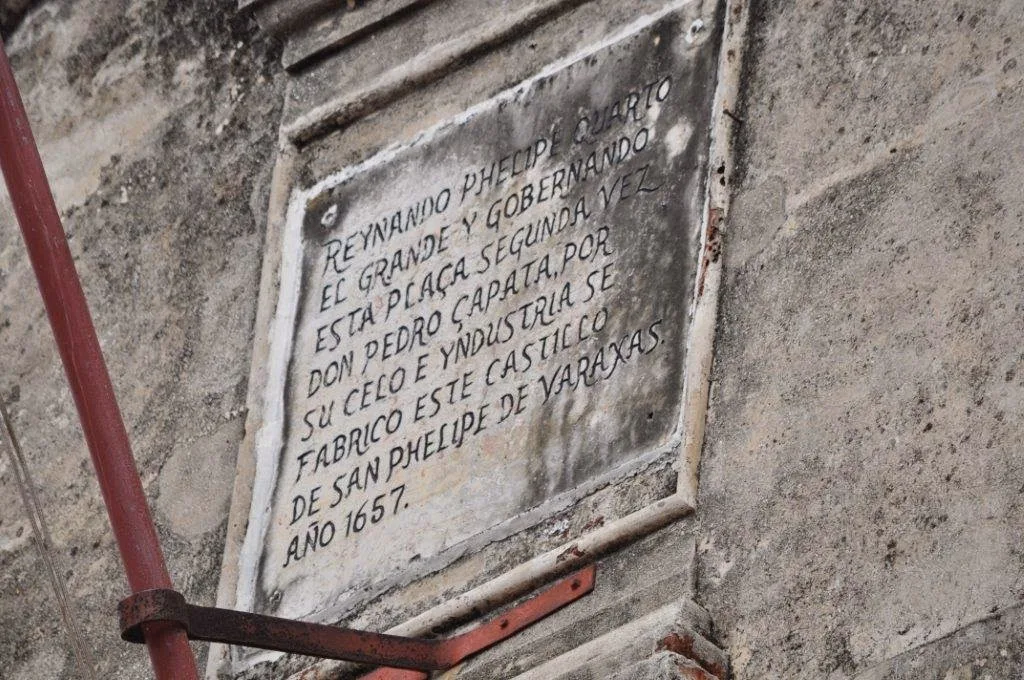 REYNANDO PHELIPE QUARTO
EL GRANDE Y GOBERNANDO
ESTA PLAÇA SEGUNDA VEZ
DON PEDRO ÇAPATA, POR
SU CELO E YNDUSTRIA SE
FABRICO ESTE CASTILLO
DE SAN PHELIPE DE VARAXAS.
AÑO 1657.